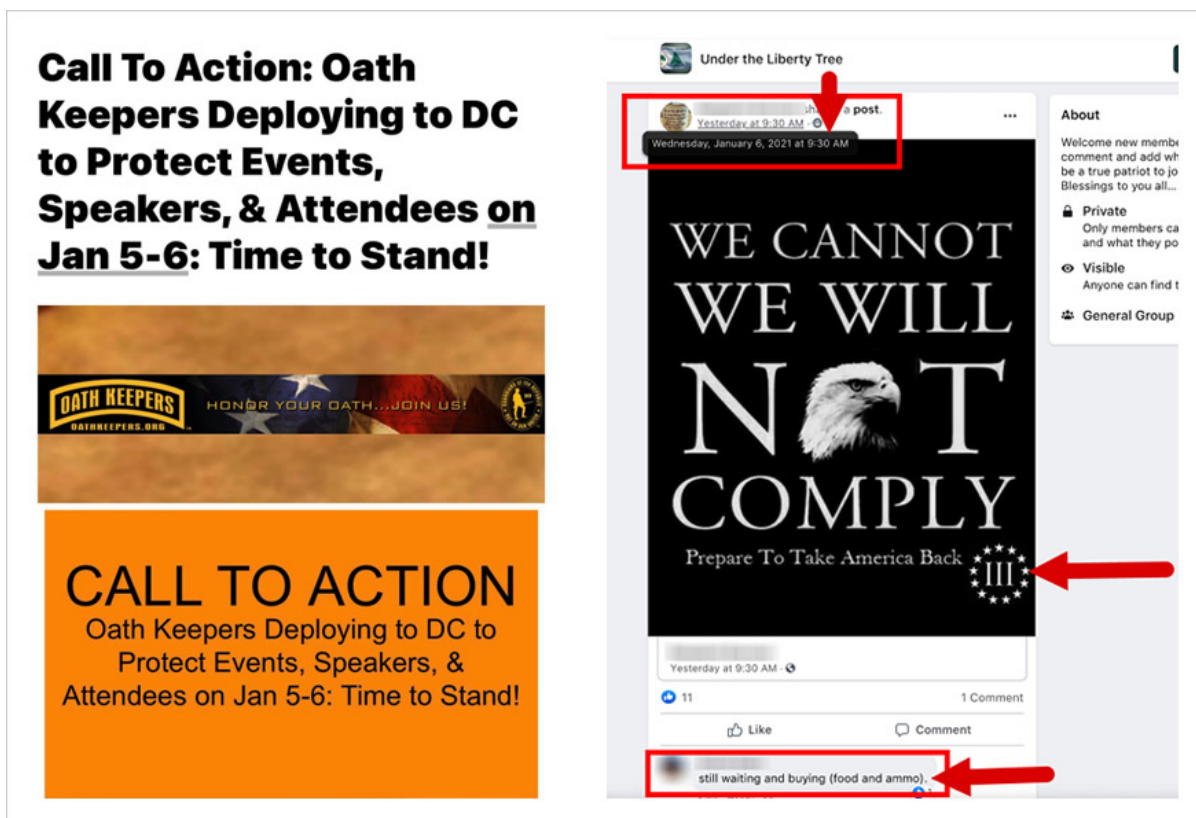 Call To Action: Oath
Keepers Deploying to DC
to Protect Events,
Speakers, & Attendees on
Jan 5-6: Time to Stand!
OATH KEEPERS
OATHKEEPERS.ORG
HONOR YOUR OATH...JOIN US!
CALL TO ACTION
Oath Keepers Deploying to DC to
Protect Events, Speakers, &
Attendees on Jan 5-6: Time to Stand!
Under the Liberty Tree
a post.
Yesterday at 9:30 AM ·
Wednesday, January 6, 2021 at 9:30 AM
WE CANNOT
WE WILL
NOT
COMPLY
Prepare To Take America Back
III
Yesterday at 9:30 AM ·
11
1 Comment
Like
Comment
still waiting and buying (food and ammo).
1
About
Welcome new membe
comment and add wh
be a true patriot to jo
Blessings to you all...
Private
Only members ca
and what they po
Visible
Anyone can find t
General Group